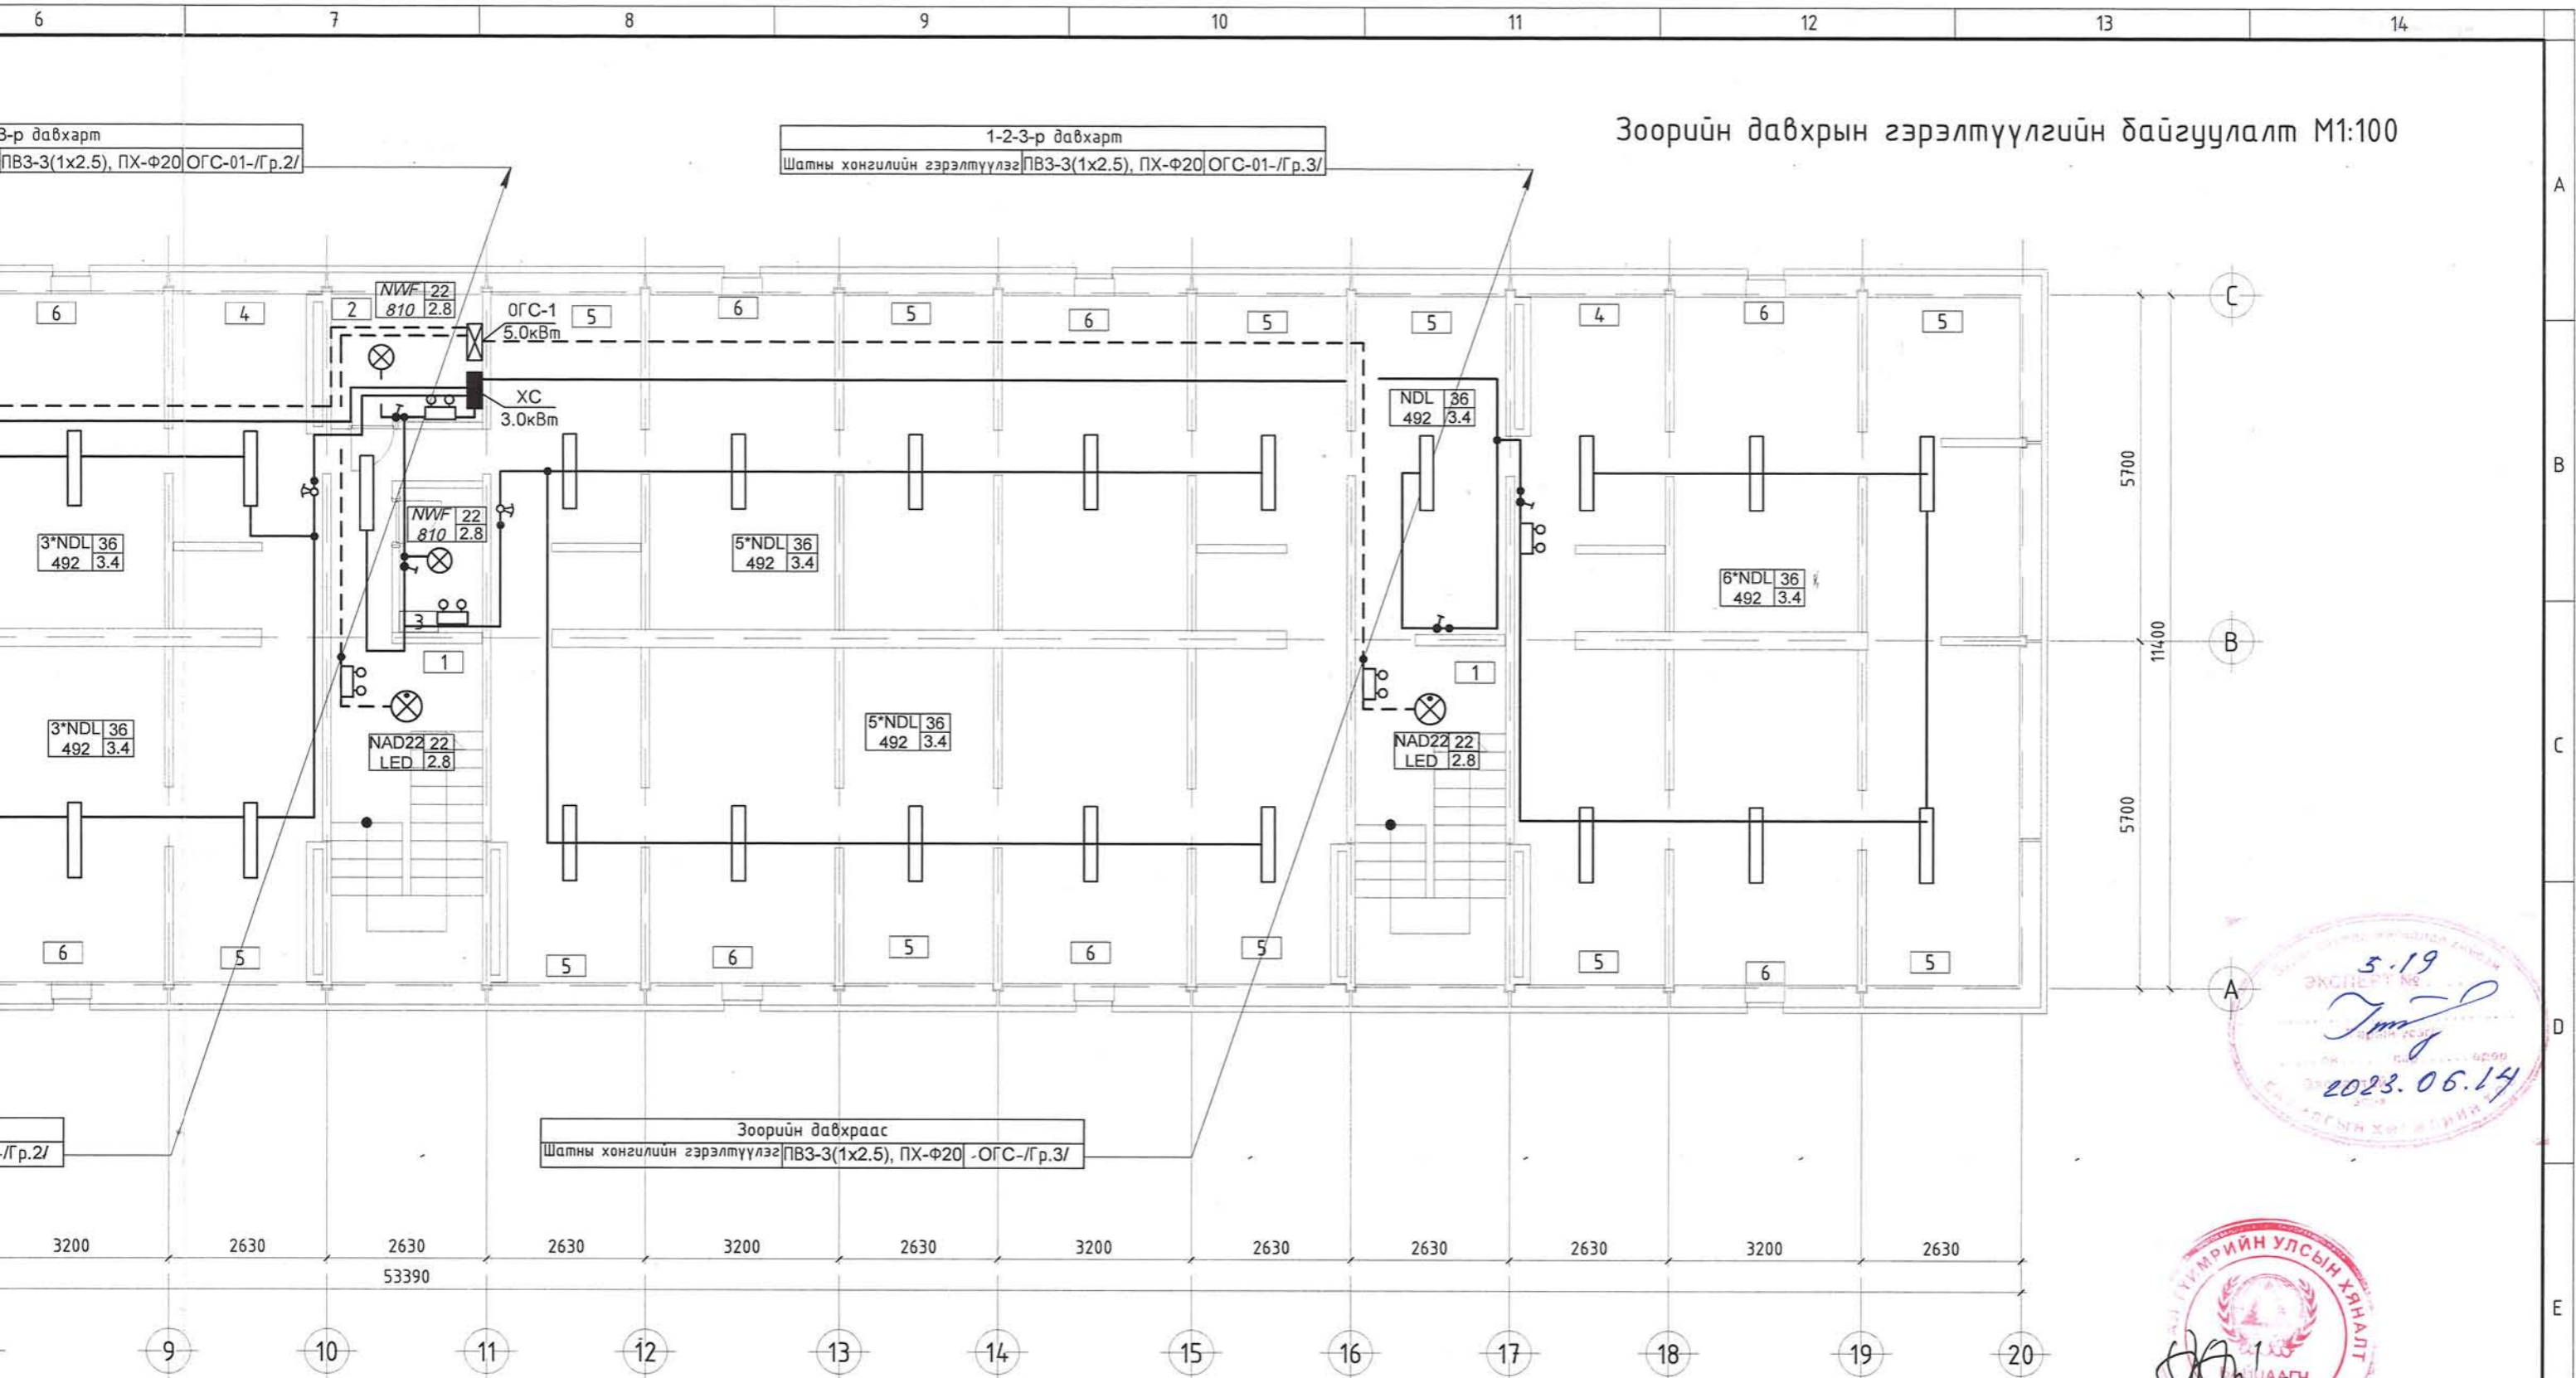 6 7 8 9 10 11 12 13 14
Зоорийн давхрын гэрэлтүүлгийн байгуулалт М1:100
3-р давхарт
ПВ3-3(1x2.5), ПХ-Ф20 ОГС-01-/Гр.2/
1-2-3-р давхарт
Шатны хонгилийн гэрэлтүүлэг ПВ3-3(1x2.5), ПХ-Ф20 ОГС-01-/Гр.3/
A
B
C
D
E
6 4 2
NWF 22
810 2.8
ОГС-1
5.0кВт
5 6 5 6 5 5 4 6 5
C
ХС
3.0кВт
NDL 36
492 3.4
5700
NWF 22
810 2.8
3*NDL 36
492 3.4
5*NDL 36
492 3.4
6*NDL 36
492 3.4
3
1
1
11400
B
3*NDL 36
492 3.4
NAD22 22
LED 2.8
5*NDL 36
492 3.4
NAD22 22
LED 2.8
5700
6 5 5 6 5 6 5 5 6 5
A
5.19
ЭКСПЕРТ №
2023.06.14
-/Гр.2/
Зоорийн давхраас
Шатны хонгилийн гэрэлтүүлэг ПВ3-3(1x2.5), ПХ-Ф20 -ОГС-/Гр.3/
3200 2630 2630 2630 3200 2630 3200 2630 2630 2630 3200 2630
53390
9 10 11 12 13 14 15 16 17 18 19 20
УЛСЫН ХЯНАЛТ